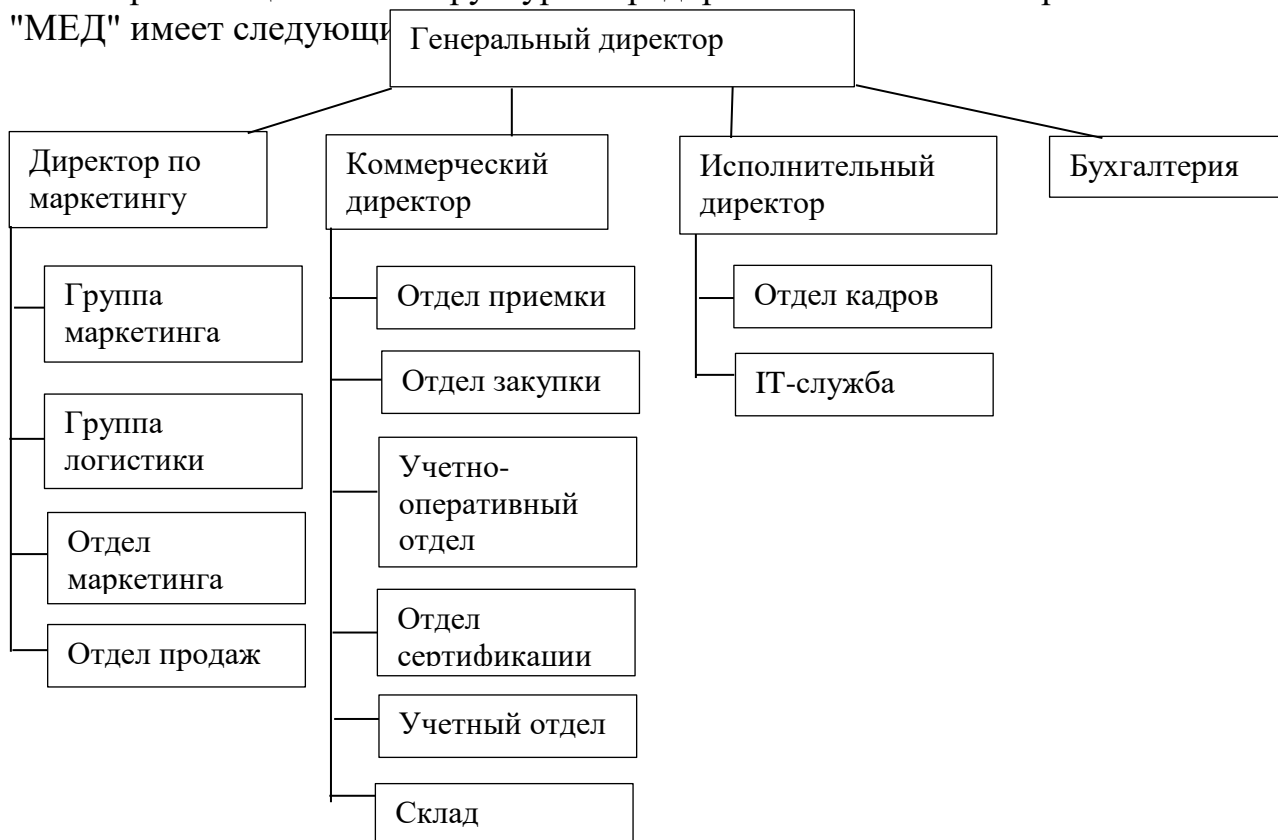 "МЕД" имеет следующи
Генеральный директор
Директор по
маркетингу
Коммерческий
директор
Исполнительный
директор
Бухгалтерия
Группа
маркетинга
Группа
логистики
Отдел
маркетинга
Отдел продаж
Отдел приемки
Отдел закупки
Учетно-
оперативный
отдел
Отдел
сертификации
Учетный отдел
Склад
Отдел кадров
IT-служба